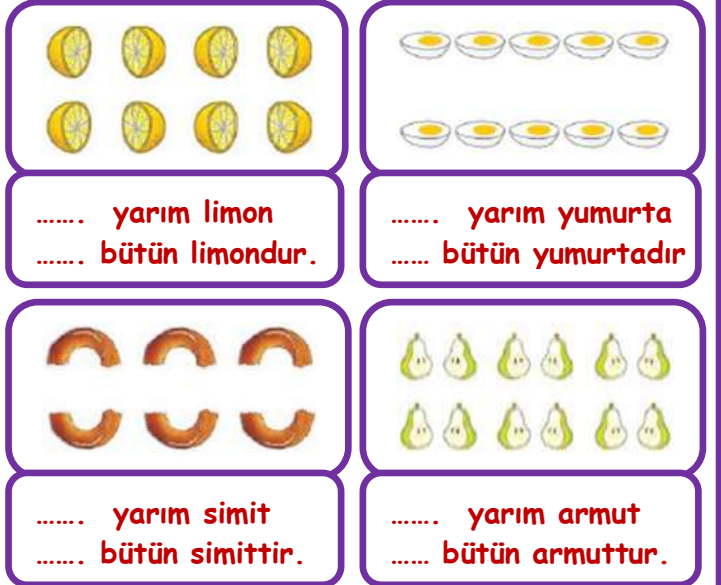 ……. yarım limon
……. bütün limondur.
……. yarım yumurta
…… bütün yumurtadır
……. yarım simit
……. bütün simittir.
……. yarım armut
…… bütün armuttur.